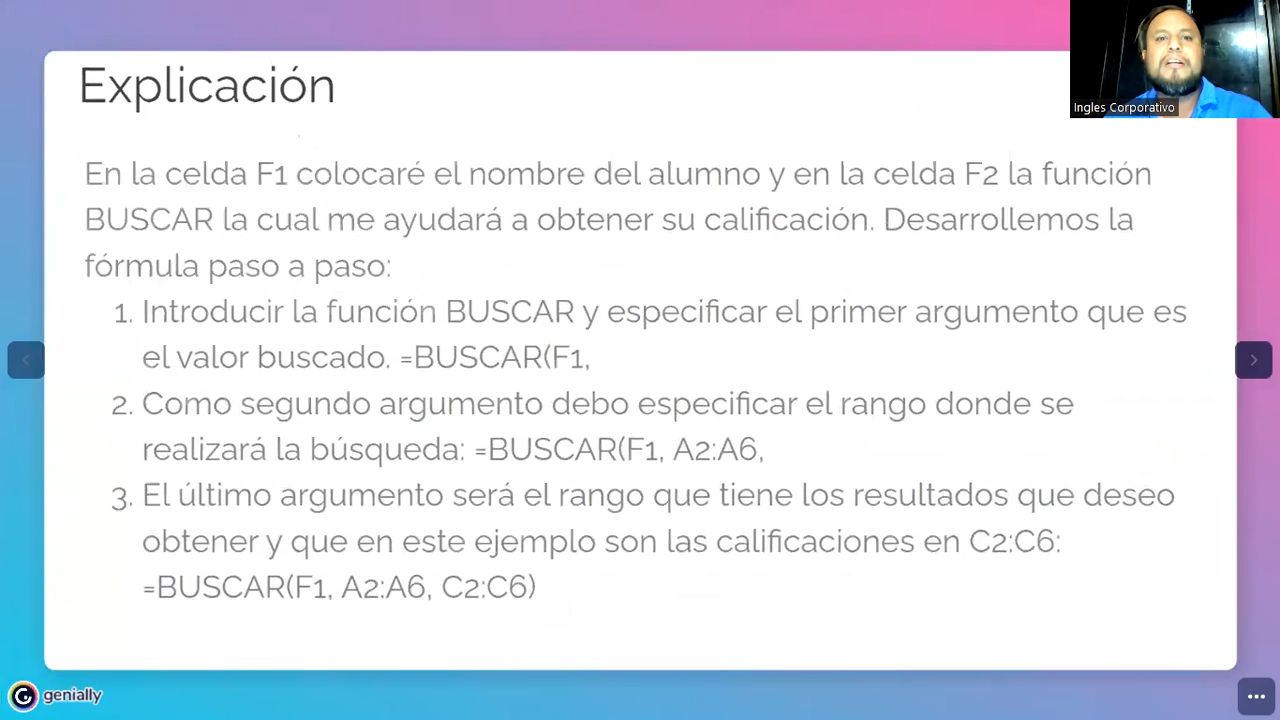 Explicación
Ingles Corporativo
En la celda F1 colocaré el nombre del alumno y en la celda F2 la función
BUSCAR la cual me ayudará a obtener su calificación. Desarrollemos la
fórmula paso a paso:
1. Introducir la función BUSCAR y especificar el primer argumento que es
el valor buscado. =BUSCAR(F1,
2. Como segundo argumento debo especificar el rango donde se
realizará la búsqueda: =BUSCAR(F1, A2:A6,
3. El último argumento será el rango que tiene los resultados que deseo
obtener y que en este ejemplo son las calificaciones en C2:C6:
=BUSCAR(F1, A2:A6, C2:C6)
genially